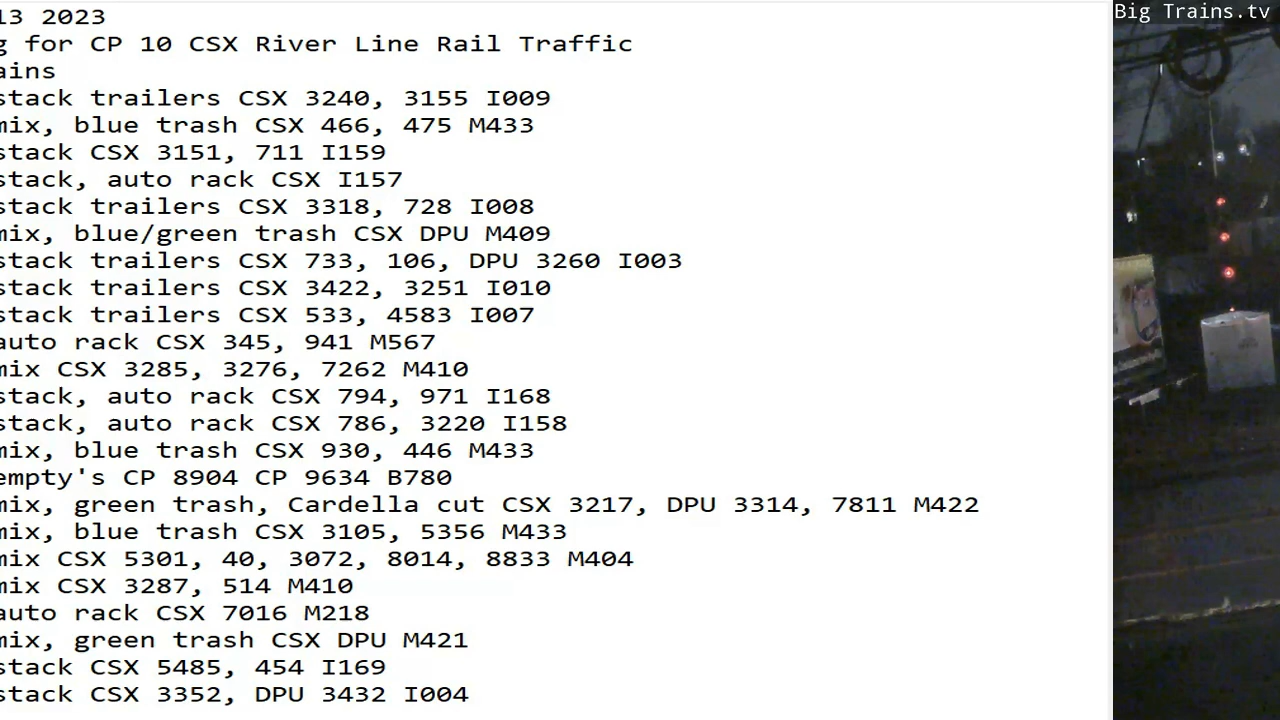 13 2023
g for CP 10 CSX River Line Rail Traffic
ains
stack trailers CSX 3240, 3155 I009
mix, blue trash CSX 466, 475 M433
stack CSX 3151, 711 I159
stack, auto rack CSX I157
stack trailers CSX 3318, 728 I008
mix, blue/green trash CSX DPU M409
stack trailers CSX 733, 106, DPU 3260 I003
stack trailers CSX 3422, 3251 I010
stack trailers CSX 533, 4583 I007
auto rack CSX 345, 941 M567
mix CSX 3285, 3276, 7262 M410
stack, auto rack CSX 794, 971 I168
stack, auto rack CSX 786, 3220 I158
mix, blue trash CSX 930, 446 M433
empty's CP 8904 CP 9634 B780
mix, green trash, Cardella cut CSX 3217, DPU 3314, 7811 M422
mix, blue trash CSX 3105, 5356 M433
mix CSX 5301, 40, 3072, 8014, 8833 M404
mix CSX 3287, 514 M410
auto rack CSX 7016 M218
mix, green trash CSX DPU M421
stack CSX 5485, 454 I169
stack CSX 3352, DPU 3432 I004
Big Trains.tv